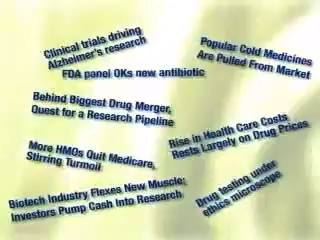 Clinical trials driving
Alzheimer's research
Popular Cold Medicines
Are Pulled From Market
FDA panel OKs new antibiotic
Behind Biggest Drug Merger,
Quest for a Research Pipeline
Rise in Health Care Costs
Rests Largely on Drug Prices
More HMOs Quit Medicare,
Stirring Turmoil
Biotech Industry Flexes New Muscle;
Investors Pump Cash Into Research
Drug testing under
ethics microscope